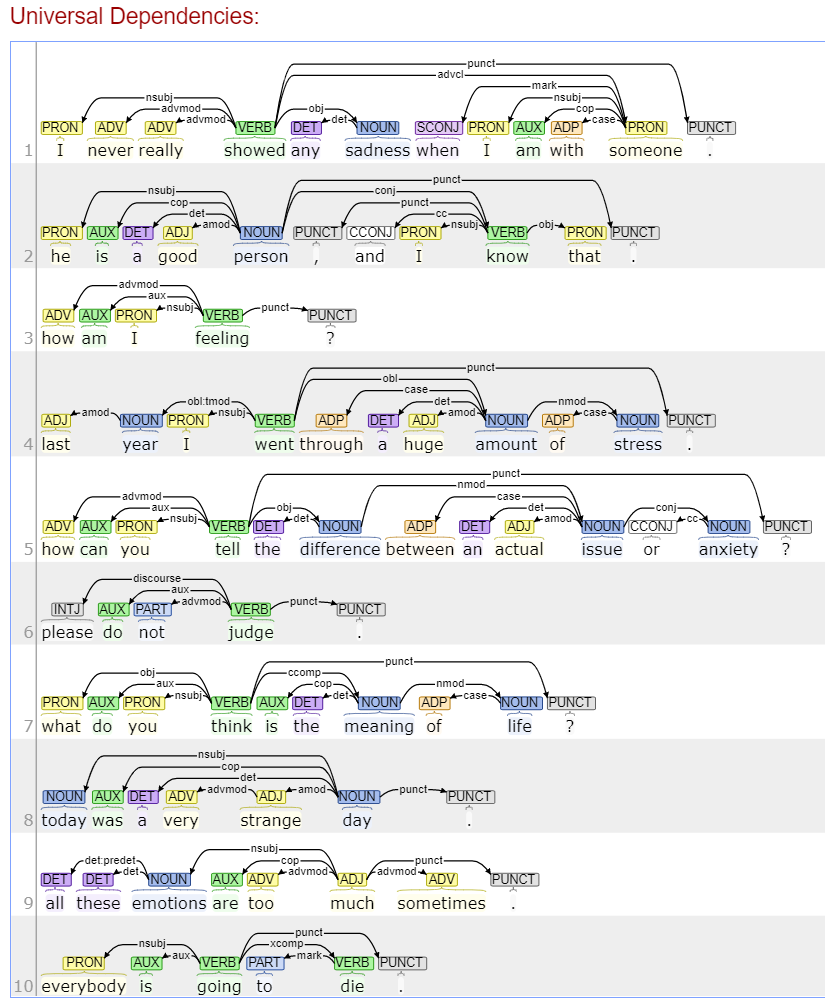 Universal Dependencies:
punct
advcl
mark
nsubj nsubj
advmod obj cop
advmod det case
PRON ADV ADV VERB DET NOUN SCONJ PRON AUX ADP PRON PUNCT
1 I never really showed any sadness when I am with someone .
punct
nsubj conj
cop punct
det cc
amod nsubj obj
PRON AUX DET ADJ NOUN PUNCT CCONJ PRON VERB PRON PUNCT
2 he is a good person , and I know that .
advmod
aux
nsubj punct
ADV AUX PRON VERB PUNCT
3 how am I feeling ?
punct
obl
case
obl:tmod det nmod
amod nsubj amod case
ADJ NOUN PRON VERB ADP DET ADJ NOUN ADP NOUN PUNCT
4 last year I went through a huge amount of stress .
punct
nmod
advmod case
aux obj det conj
nsubj det amod cc
ADV AUX PRON VERB DET NOUN ADP DET ADJ NOUN CCONJ NOUN PUNCT
5 how can you tell the difference between an actual issue or anxiety ?
discourse
aux
advmod punct
INTJ AUX PART VERB PUNCT
6 please do not judge .
punct
obj ccomp
aux cop nmod
nsubj det case
PRON AUX PRON VERB AUX DET NOUN ADP NOUN PUNCT
7 what do you think is the meaning of life ?
nsubj
cop
det
advmod amod punct
NOUN AUX DET ADV ADJ NOUN PUNCT
8 today was a very strange day .
nsubj
det:predet cop punct
det advmod advmod
DET DET NOUN AUX ADV ADJ ADV PUNCT
9 all these emotions are too much sometimes .
punct
nsubj xcomp
aux mark
PRON AUX VERB PART VERB PUNCT
10 everybody is going to die .